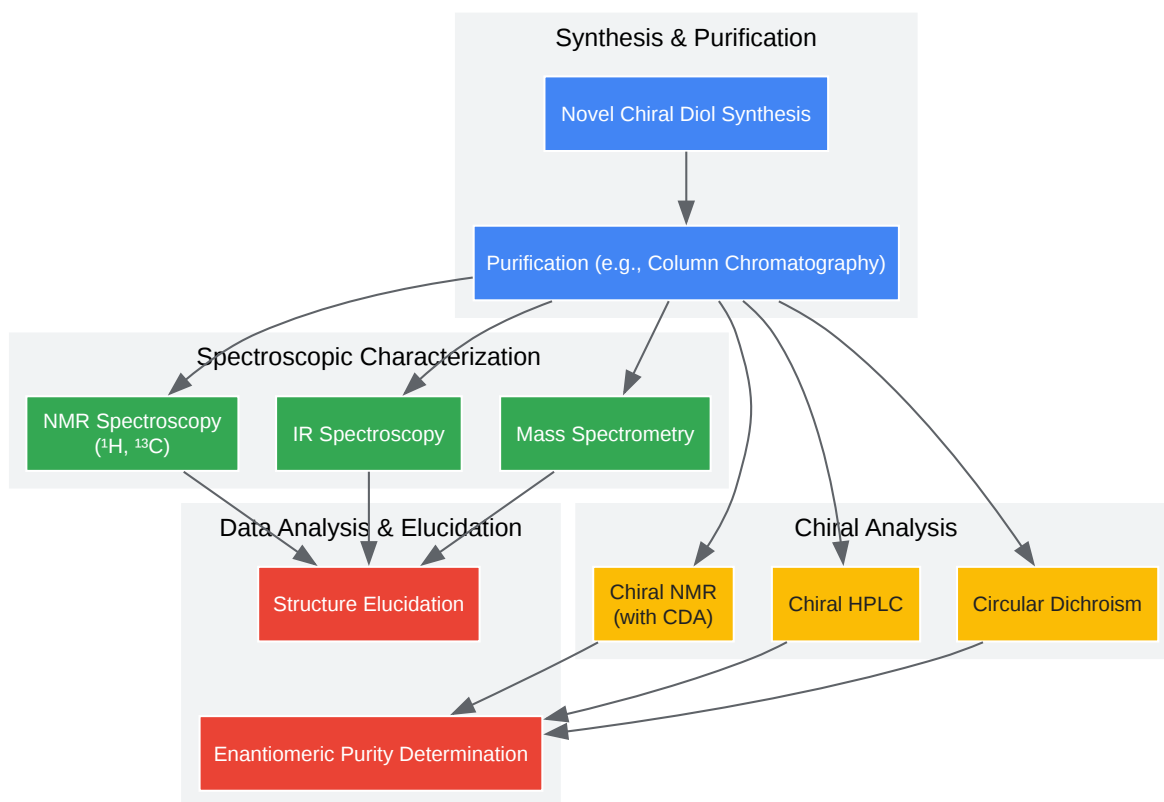 Synthesis & Purification
Novel Chiral Diol Synthesis
Purification (e.g., Column Chromatography)
Spectroscopic Characterization
NMR Spectroscopy
(¹H, ¹³C)
IR Spectroscopy
Mass Spectrometry
Data Analysis & Elucidation
Chiral Analysis
Structure Elucidation
Chiral NMR
(with CDA)
Chiral HPLC
Circular Dichroism
Enantiomeric Purity Determination